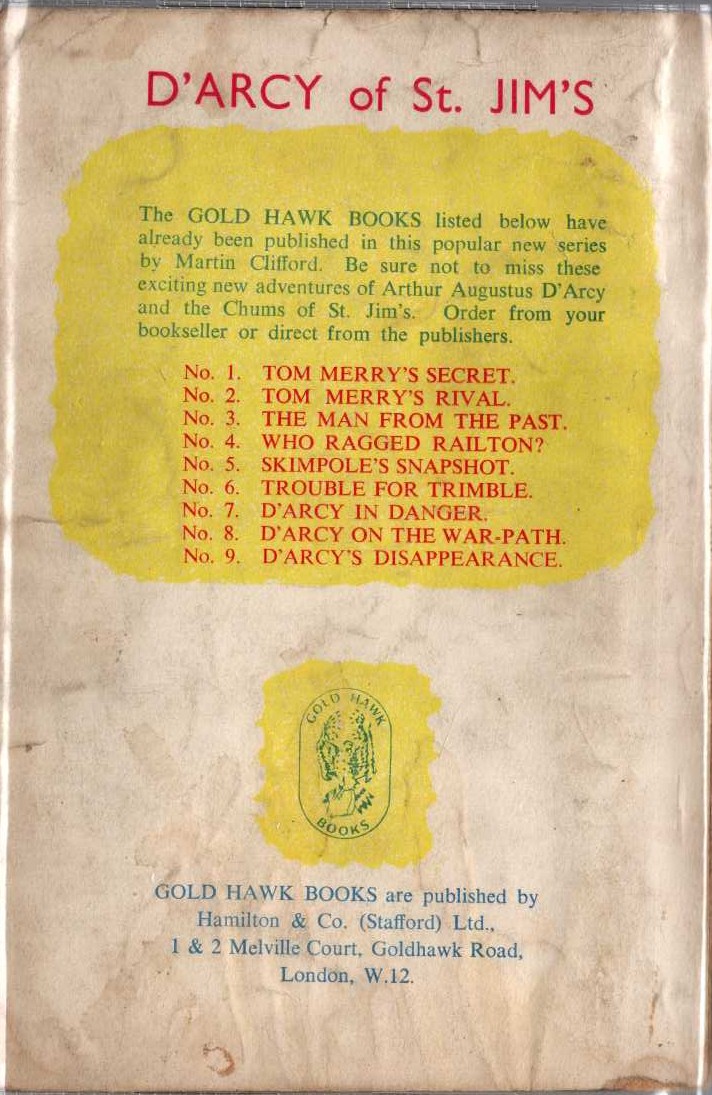 D'ARCY of St. JIM'S
The GOLD HAWK BOOKS listed below have
already been published in this popular new series
by Martin Clifford. Be sure not to miss these
exciting new adventures of Arthur Augustus D'Arcy
and the Chums of St. Jim's. Order from your
bookseller or direct from the publishers.
No. 1. TOM MERRY'S SECRET.
No. 2. TOM MERRY'S RIVAL.
No. 3. THE MAN FROM THE PAST.
No. 4. WHO RAGGED RAILTON?
No. 5. SKIMPOLE'S SNAPSHOT.
No. 6. TROUBLE FOR TRIMBLE.
No. 7. D'ARCY IN DANGER.
No. 8. D'ARCY ON THE WAR-PATH.
No. 9. D'ARCY'S DISAPPEARANCE.
GOLD HAWK
BOOKS
GOLD HAWK BOOKS are published by
Hamilton & Co. (Stafford) Ltd.,
1 & 2 Melville Court, Goldhawk Road,
London, W.12.